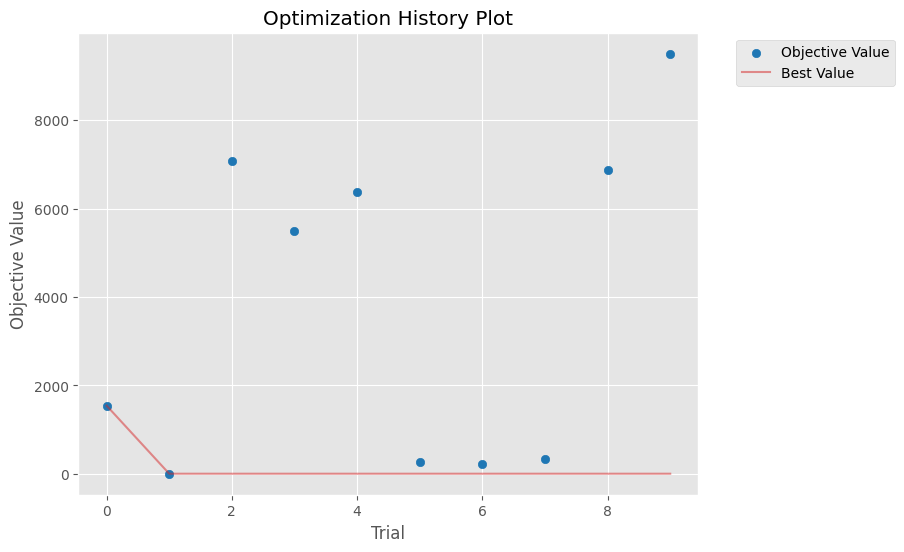 Optimization History Plot
Objective Value
Best Value
Objective Value
8000
6000
4000
2000
0
0 2 4 6 8
Trial